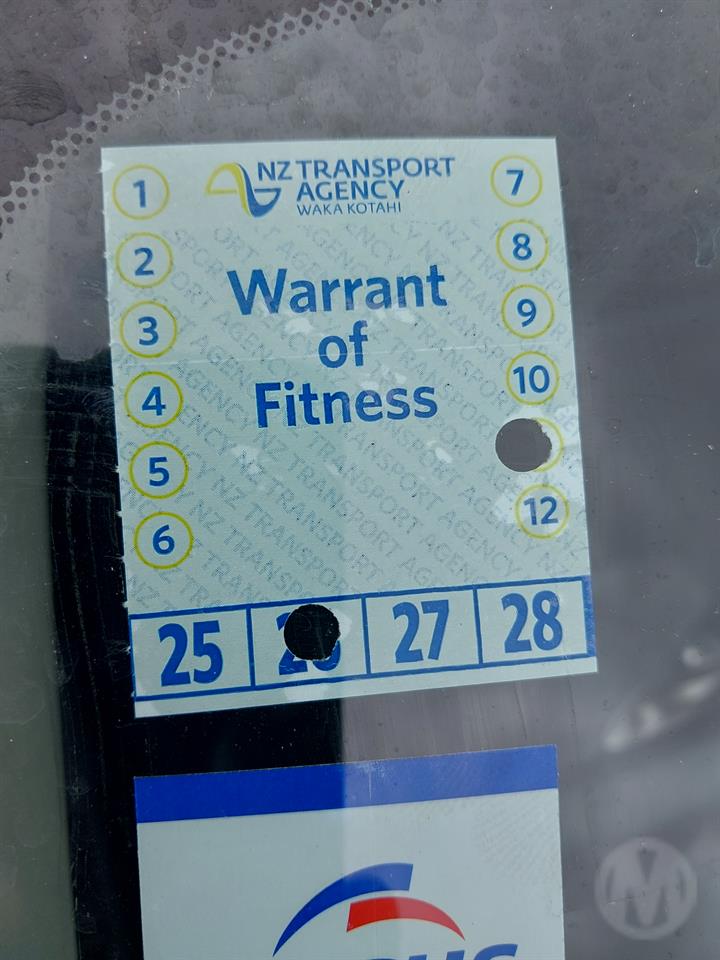 NZ TRANSPORT
AGENCY
WAKA KOTAHI
1
2
3
4
5
6
7
8
9
10
12
Warrant
of
Fitness
25
27
28